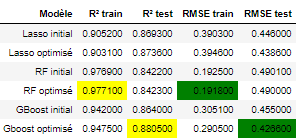 Modèle R² train R² test RMSE train RMSE test
Lasso initial 0.905200 0.869300 0.390300 0.446000
Lasso optimisé 0.903100 0.873600 0.394600 0.438600
RF initial 0.976900 0.842200 0.192500 0.490100
RF optimsé 0.977100 0.842300 0.191800 0.490000
GBoost initial 0.942000 0.864000 0.305100 0.455000
Gboost optimisé 0.947500 0.880500 0.290500 0.426600